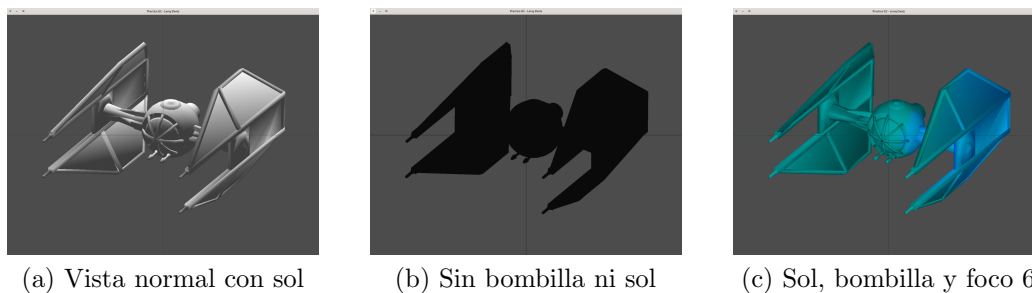 (a) Vista normal con sol
(b) Sin bombilla ni sol
(c) Sol, bombilla y foco 6